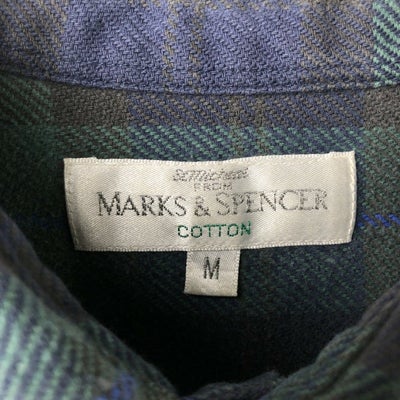 St Michael
FROM
MARKS & SPENCER
COTTON
M